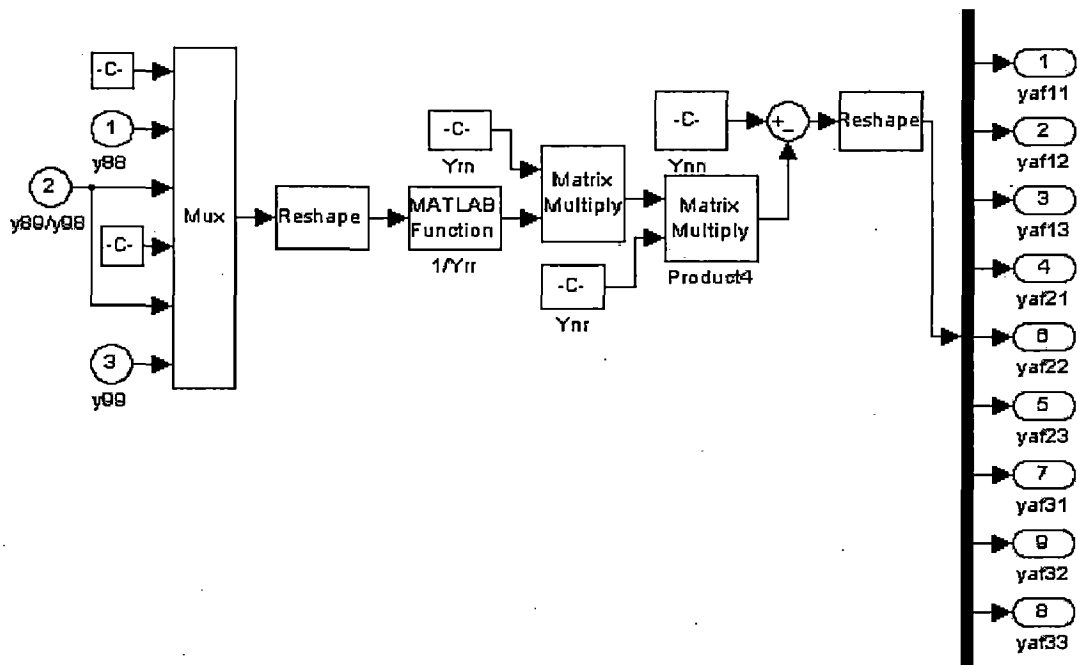 -C-
1
y88
2
y89/y98
-C-
3
y99
Mux
Reshape
MATLAB
Function
1/Yrr
-C-
Yrn
Matrix
Multiply
-C-
Ynr
-C-
Ynn
Matrix
Multiply
Product4
+
-
Reshape
1
yaf11
2
yaf12
3
yaf13
4
yaf21
6
yaf22
5
yaf23
7
yaf31
9
yaf32
8
yaf33